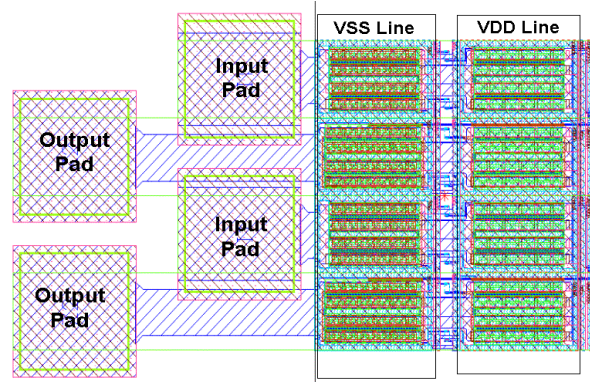 VSS Line
VDD Line
Input
Pad
Output
Pad
Input
Pad
Output
Pad